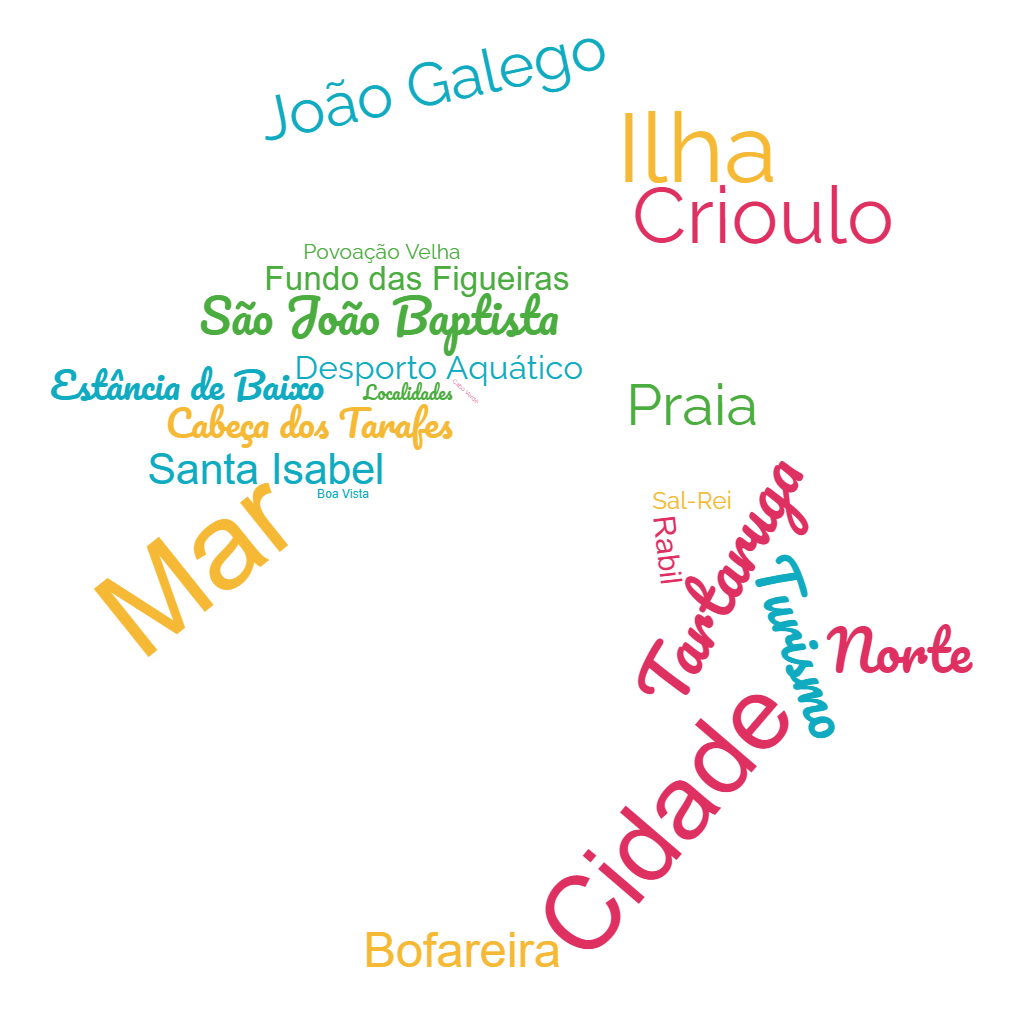 João Galego
Ilha
Crioulo
Povoação Velha
Fundo das Figueiras
São João Baptista
Desporto Aquático
Estância de Baixo
Localidades
Cabo Verde
Cabeça dos Tarafes
Praia
Santa Isabel
Boa Vista
Mar
Sal-Rei
Rabil
Tartaruga
Turismo
Norte
Cidade
Bofareira